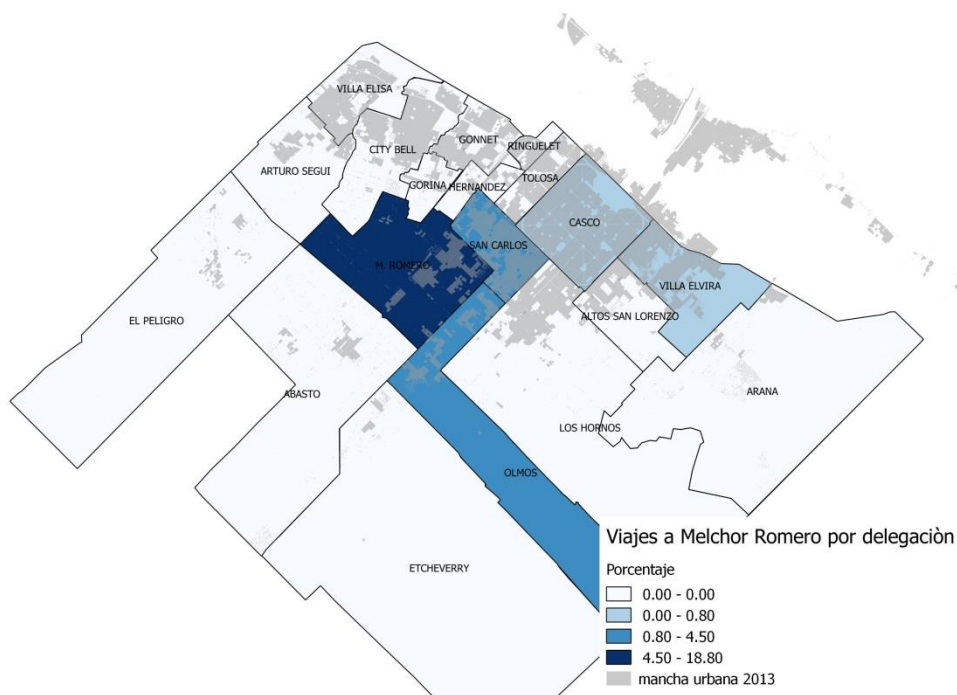 VILLA ELISA
GONNET
RINGUELET
CITY BELL
ARTURO SEGUI
TOLOSA
GORINA
HERNANDEZ
CASCO
SAN CARLOS
M. ROMERO
VILLA ELVIRA
EL PELIGRO
ALTOS SAN LORENZO
ABASTO
ARANA
LOS HORNOS
OLMOS
ETCHEVERRY
Viajes a Melchor Romero por delegaciòn
Porcentaje
0.00 - 0.00
0.00 - 0.80
0.80 - 4.50
4.50 - 18.80
mancha urbana 2013